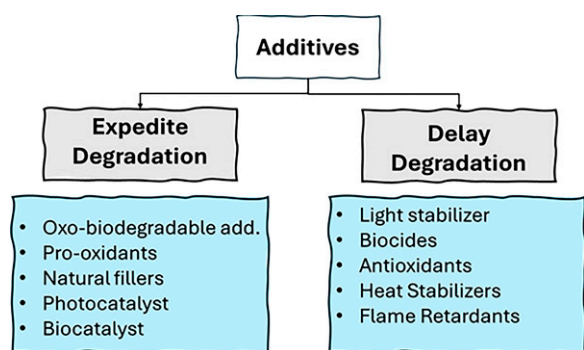 Additives
Expedite
Degradation
Delay
Degradation
• Oxo-biodegradable add.
• Pro-oxidants
• Natural fillers
• Photocatalyst
• Biocatalyst
• Light stabilizer
• Biocides
• Antioxidants
• Heat Stabilizers
• Flame Retardants